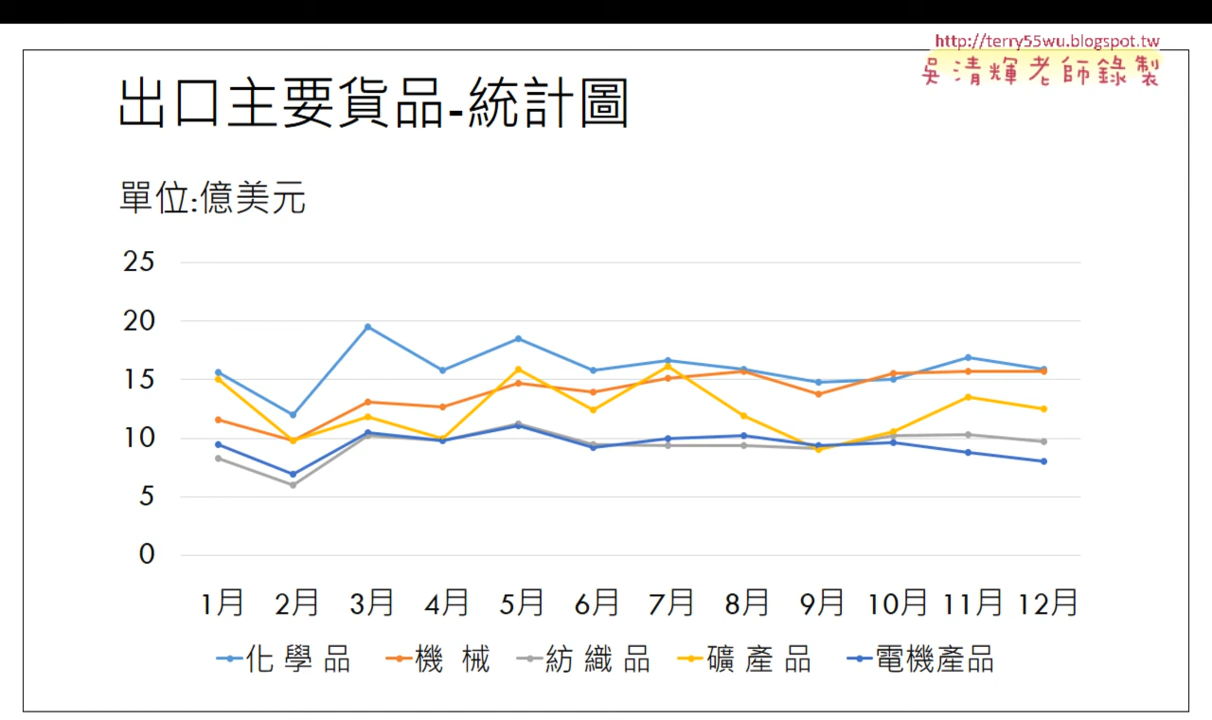 http://terry55wu.blogspot.tw
吳清輝老師錄製
出口主要貨品-統計圖
單位:億美元
25
20
15
10
5
0
1月 2月 3月 4月 5月 6月 7月 8月 9月 10月 11月 12月
化學品 機械 紡織品 礦產品 電機產品